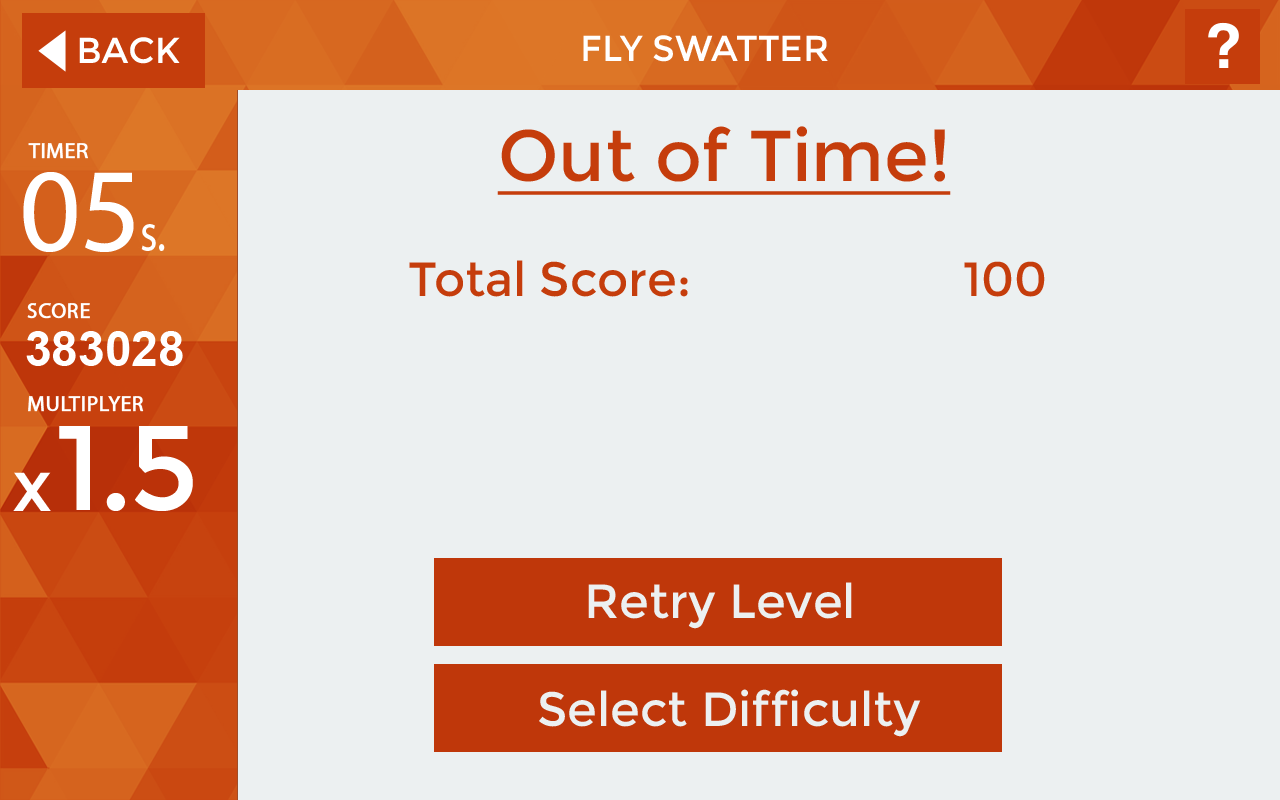 BACK
FLY SWATTER
?
TIMER
05 s.
SCORE
383028
MULTIPLYER
x1.5
Out of Time!
Total Score: 100
Retry Level
Select Difficulty